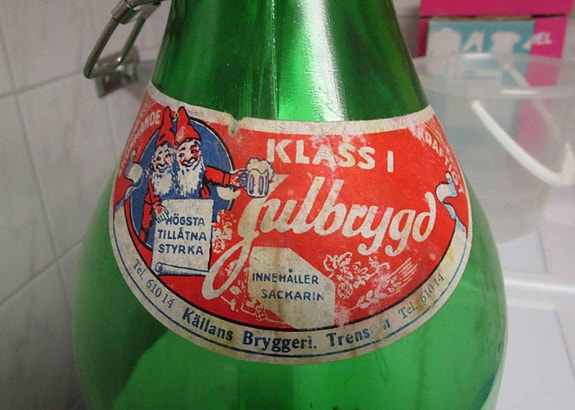 KLASS I
Julbrygd
HÖGSTA
TILLÅTNA
STYRKA
INNEHÅLLER
SACKARIN
Tel. 61014 Källans Bryggeri, Trensum Tel. 61014